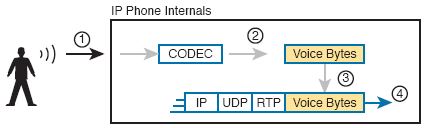 IP Phone Internals
1
CODEC
2
Voice Bytes
3
IP UDP RTP Voice Bytes
4